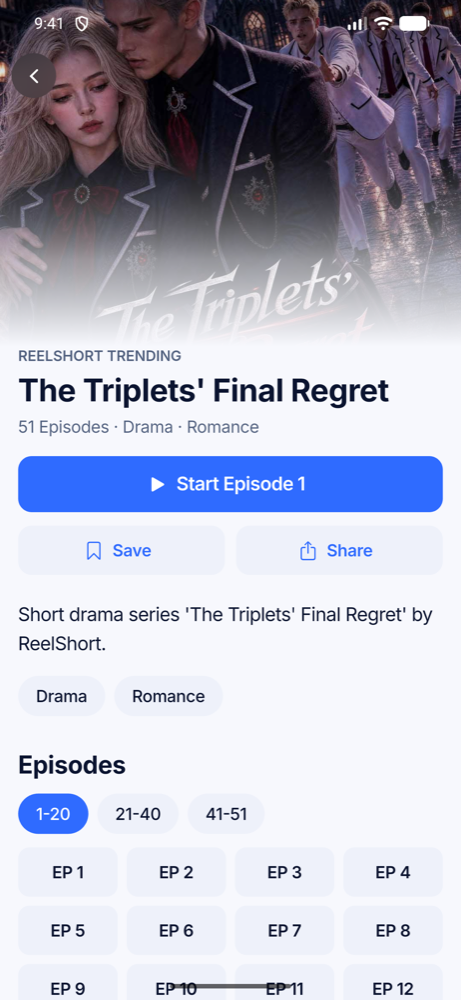 9:41
The Triplets'
REELSHORT TRENDING
The Triplets' Final Regret
51 Episodes · Drama · Romance
Start Episode 1
Save
Share
Short drama series 'The Triplets' Final Regret' by
ReelShort.
Drama
Romance
Episodes
1-20
21-40
41-51
EP 1
EP 2
EP 3
EP 4
EP 5
EP 6
EP 7
EP 8
EP 9
EP 10
EP 11
EP 12